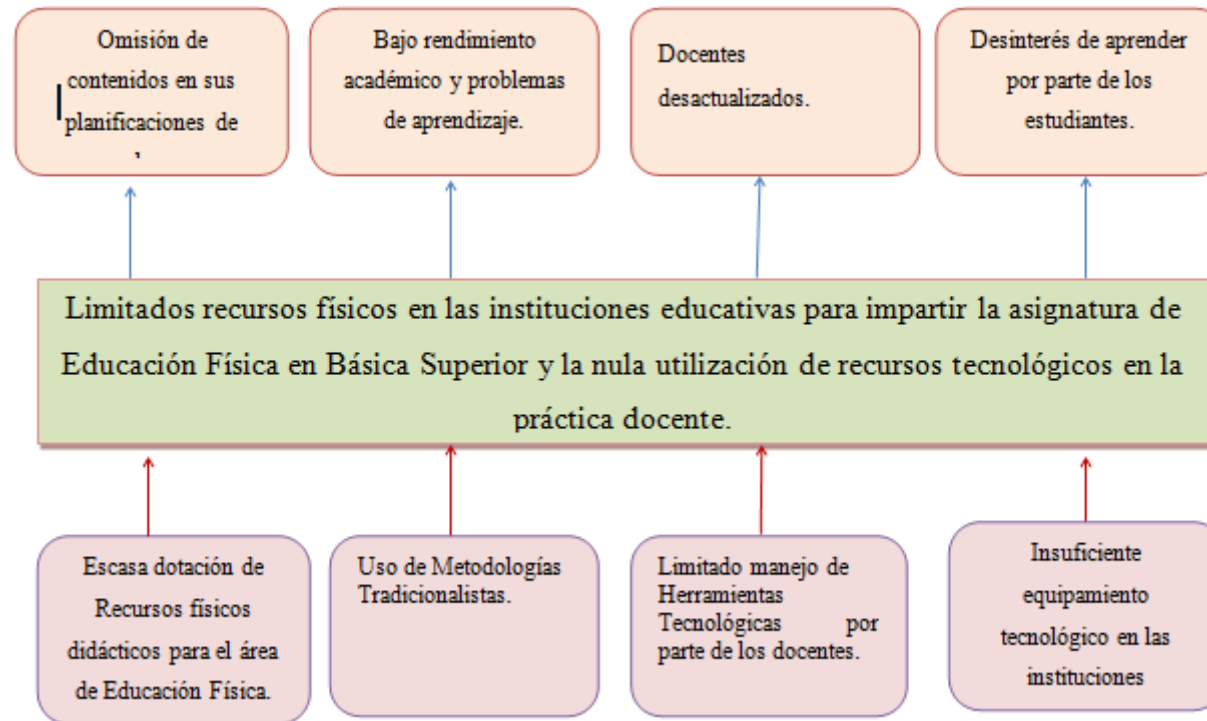 Omisión de
contenidos en sus
planificaciones de
Bajo rendimiento
académico y problemas
de aprendizaje.
Docentes
desactualizados.
Desinterés de aprender
por parte de los
estudiantes.
Limitados recursos físicos en las instituciones educativas para impartir la asignatura de
Educación Física en Básica Superior y la nula utilización de recursos tecnológicos en la
práctica docente.
Escasa dotación de
Recursos físicos
didácticos para el área
de Educación Física.
Uso de Metodologías
Tradicionalistas.
Limitado manejo de
Herramientas
Tecnológicas por
parte de los docentes.
Insuficiente
equipamiento
tecnológico en las
instituciones